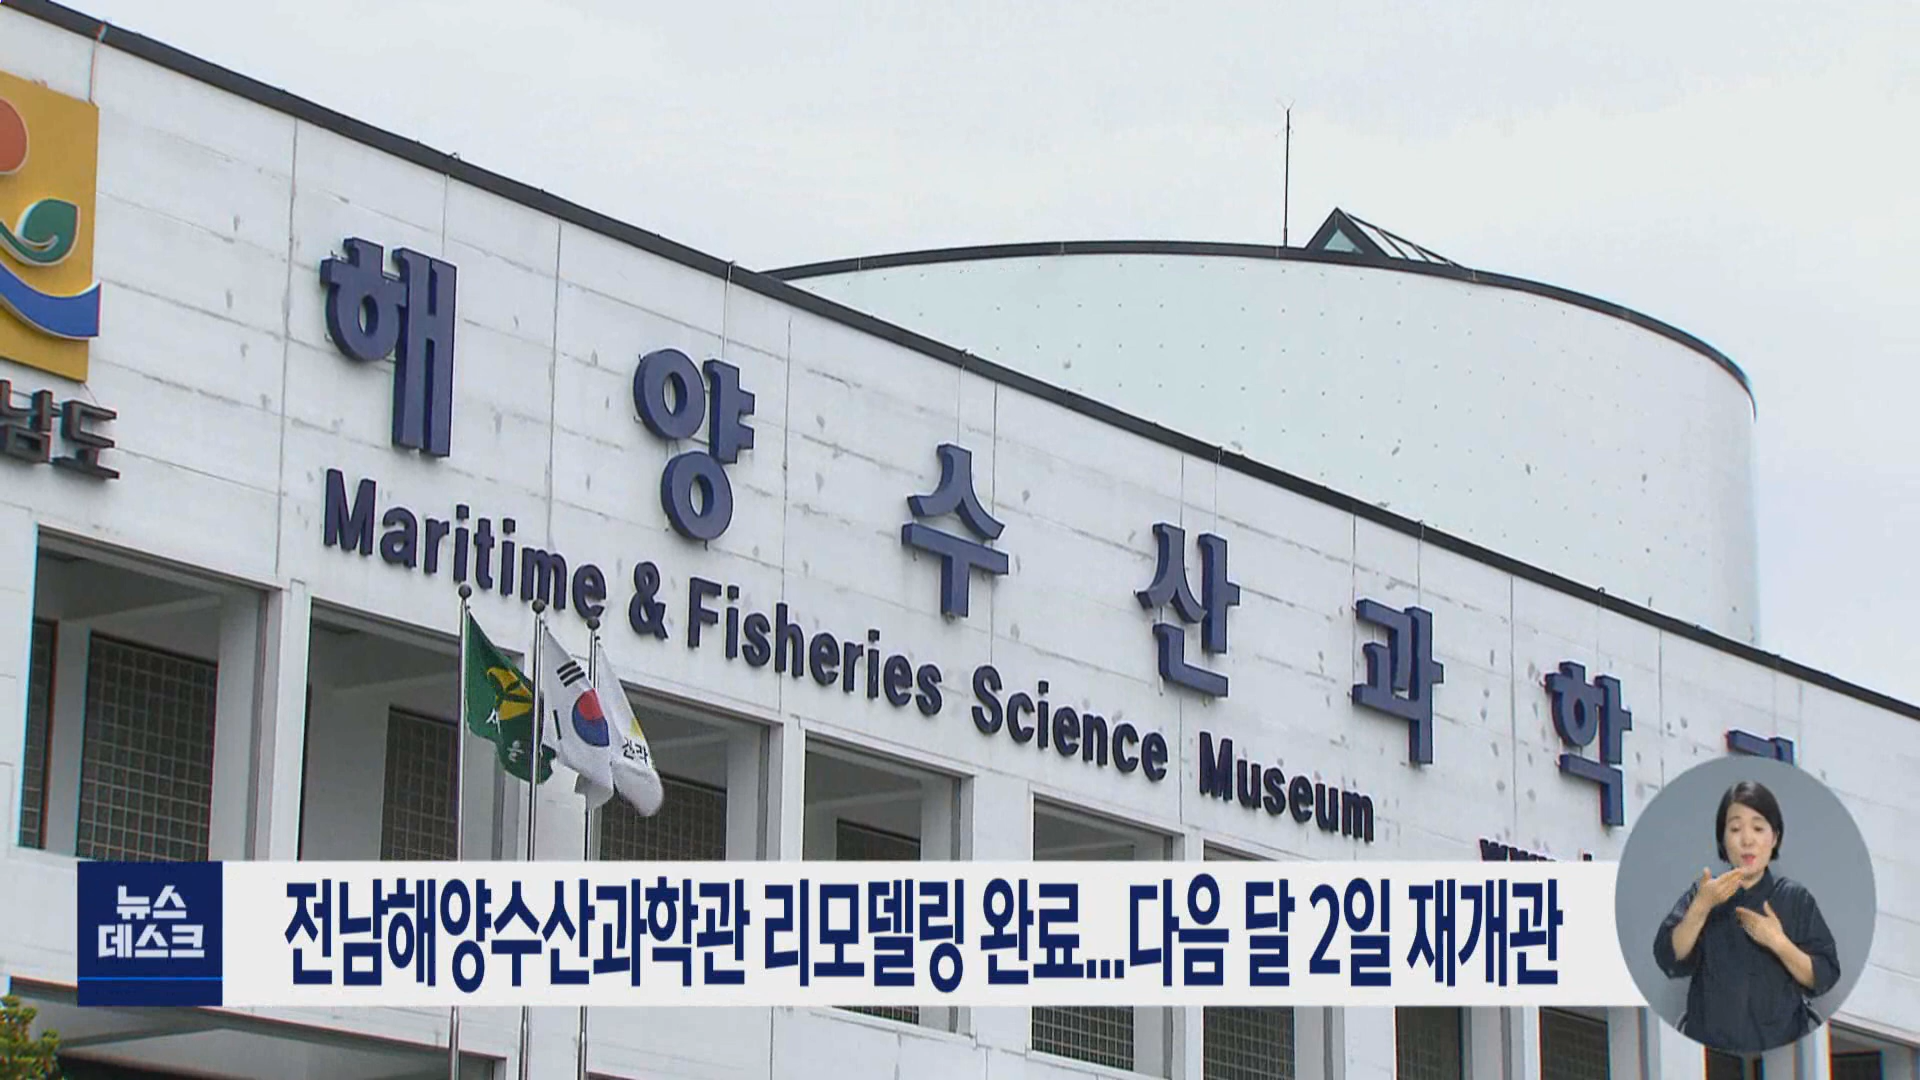 남도
해양수산과학
Maritime & Fisheries Science Museum
뉴스
데스크
전남해양수산과학관 리모델링 완료...다음 달 2일 재개관